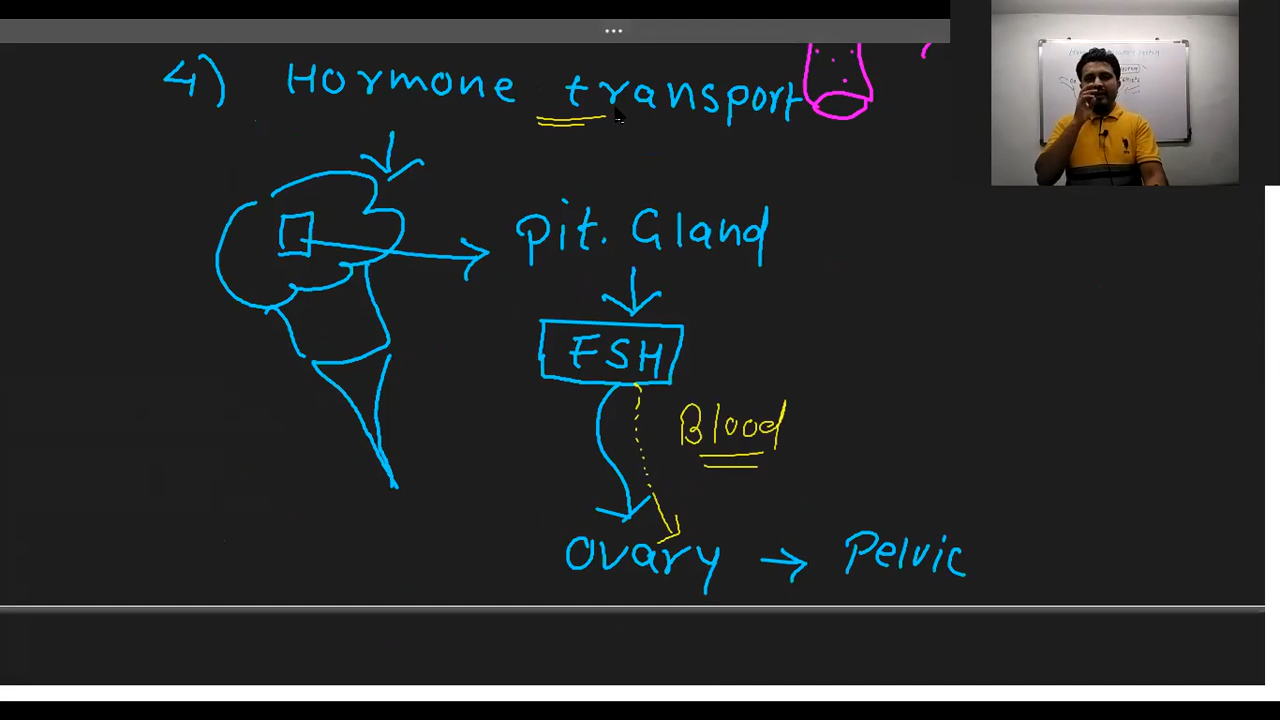 4) Hormone transport
Pit. Gland
FSH
Blood
Ovary → Pelvic